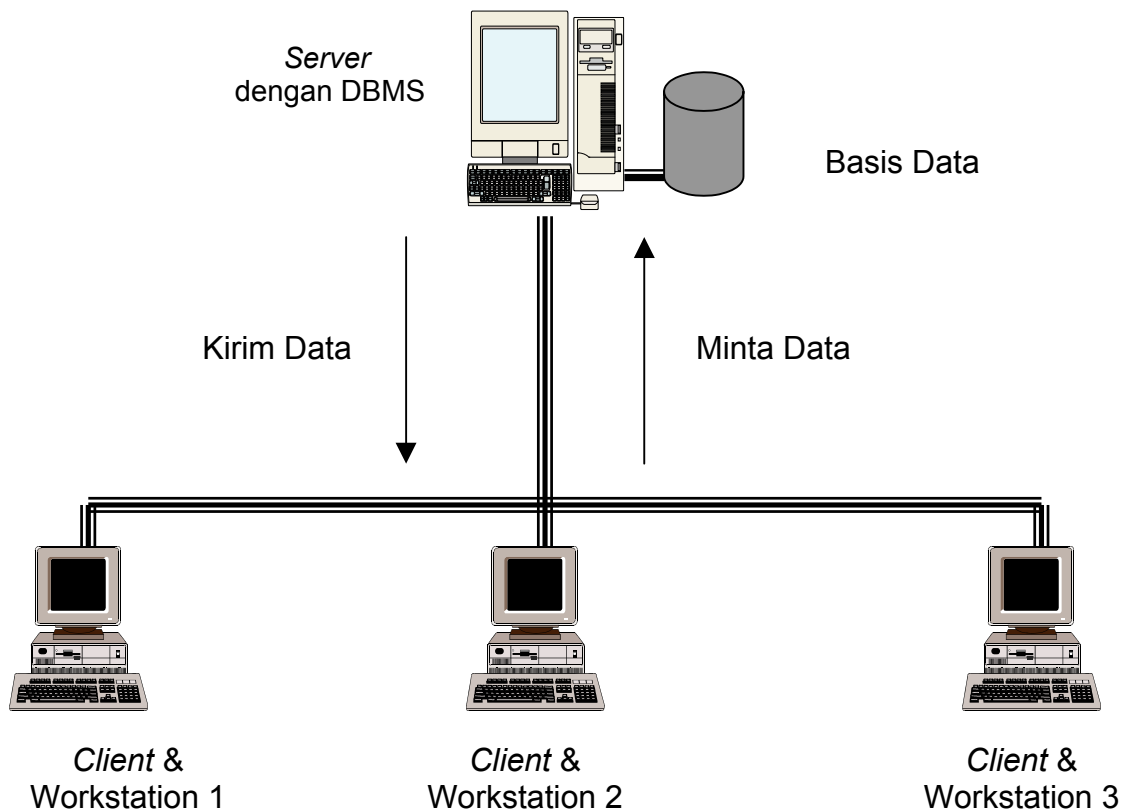 Server
dengan DBMS
Basis Data
Kirim Data
Minta Data
Client &
Workstation 1
Client &
Workstation 2
Client &
Workstation 3